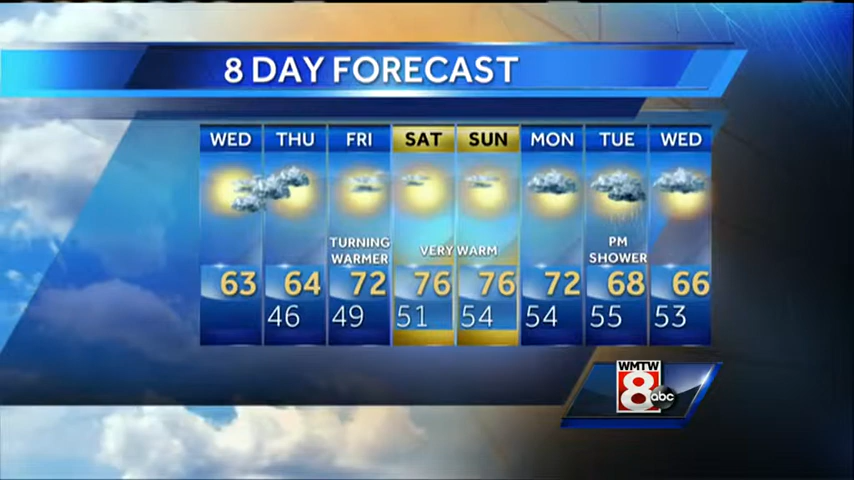 8 DAY FORECAST
WED THU FRI SAT SUN MON TUE WED
TURNING WARMER VERY WARM PM SHOWER
63 64 72 76 76 72 68 66
46 49 51 54 54 55 53
WMTW
8 abc